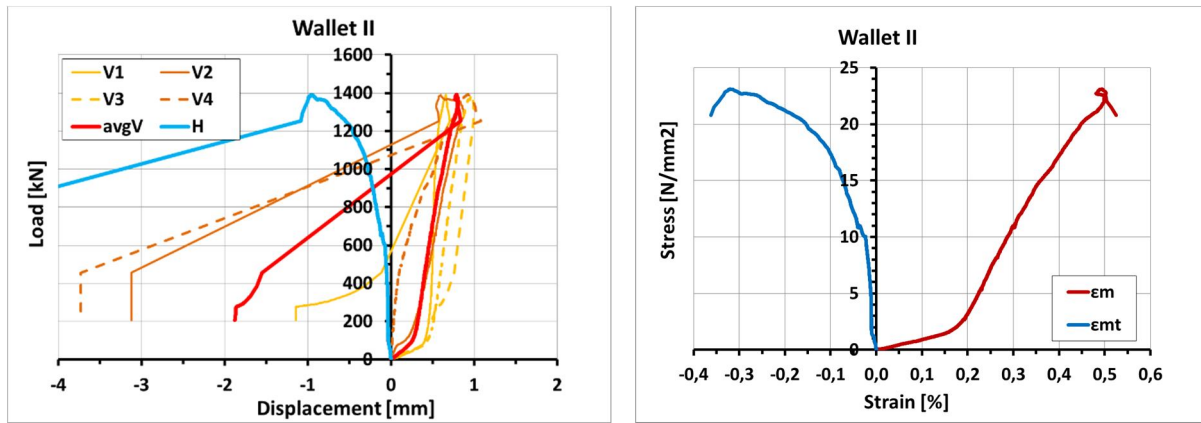 Wallet II
1600
1400
1200
1000
800
600
400
200
0
V1 V2
V3 V4
avgV H
Load [kN]
-4 -3 -2 -1 0 1 2
Displacement [mm]
Wallet II
25
20
15
10
5
0
Stress [N/mm2]
εm
εmt
-0,4 -0,3 -0,2 -0,1 0,0 0,1 0,2 0,3 0,4 0,5 0,6
Strain [%]